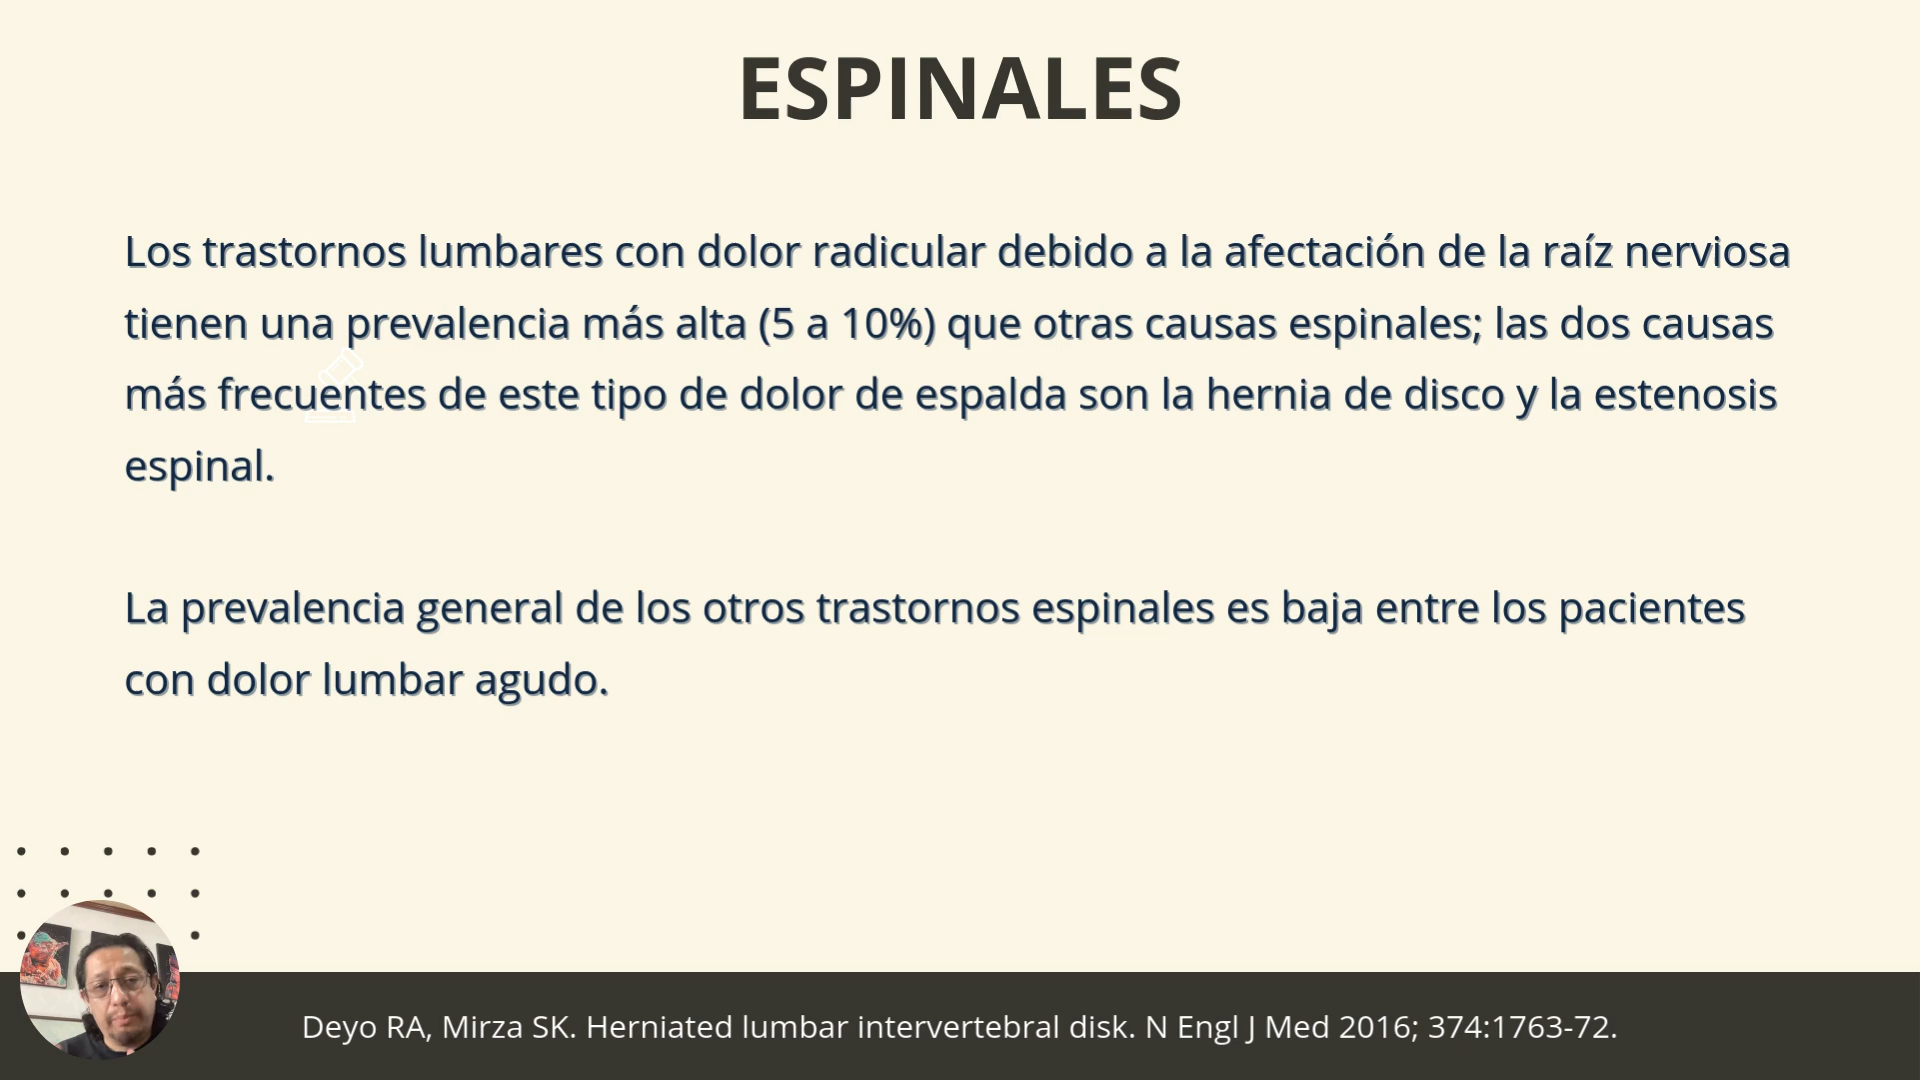 ESPINALES
Los trastornos lumbares con dolor radicular debido a la afectación de la raíz nerviosa
tienen una prevalencia más alta (5 a 10%) que otras causas espinales; las dos causas
más frecuentes de este tipo de dolor de espalda son la hernia de disco y la estenosis
espinal.
La prevalencia general de los otros trastornos espinales es baja entre los pacientes
con dolor lumbar agudo.
Deyo RA, Mirza SK. Herniated lumbar intervertebral disk. N Engl J Med 2016; 374:1763-72.